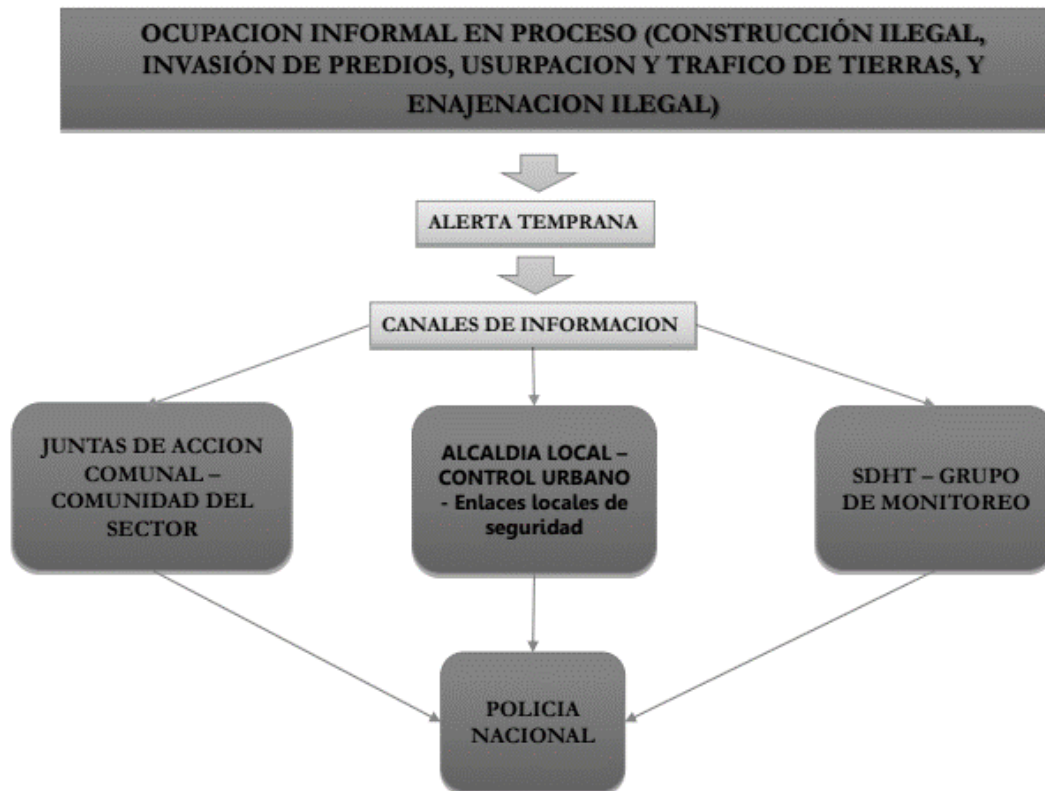 OCUPACION INFORMAL EN PROCESO (CONSTRUCCIÓN ILEGAL,
INVASIÓN DE PREDIOS, USURPACION Y TRAFICO DE TIERRAS, Y
ENAJENACION ILEGAL)
ALERTA TEMPRANA
CANALES DE INFORMACION
JUNTAS DE ACCION
COMUNAL –
COMUNIDAD DEL
SECTOR
ALCALDIA LOCAL –
CONTROL URBANO
- Enlaces locales de
seguridad
SDHT – GRUPO
DE MONITOREO
POLICIA
NACIONAL